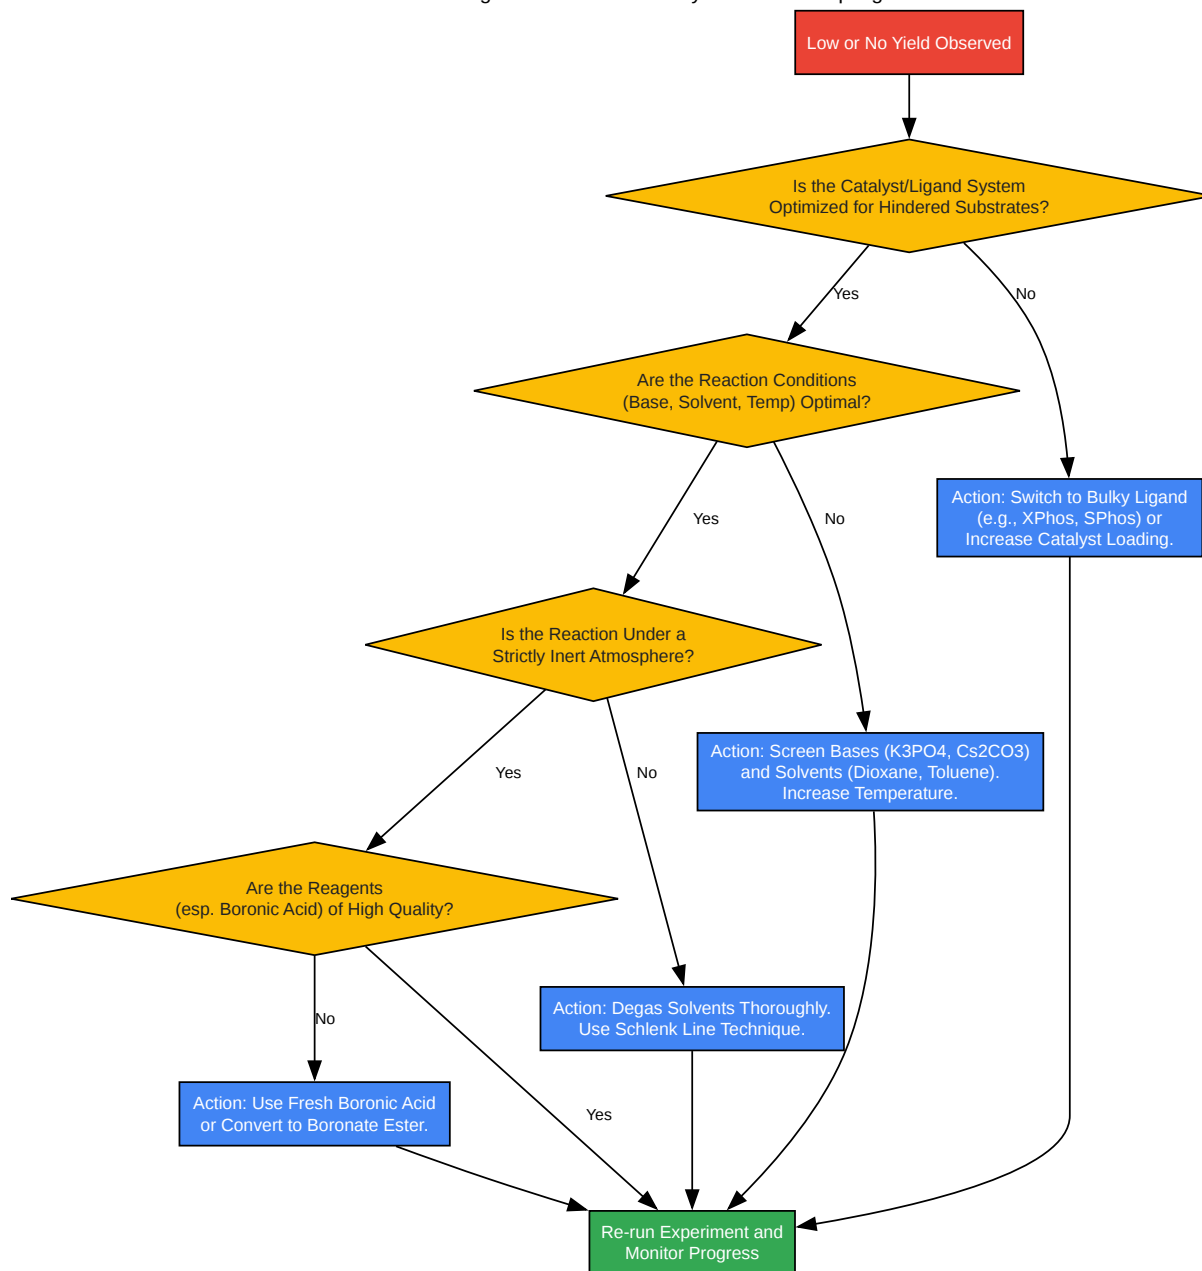 Low or No Yield Observed
Is the Catalyst/Ligand System
Optimized for Hindered Substrates?
Yes
No
Are the Reaction Conditions
(Base, Solvent, Temp) Optimal?
Action: Switch to Bulky Ligand
(e.g., XPhos, SPhos) or
Increase Catalyst Loading.
Yes
No
Is the Reaction Under a
Strictly Inert Atmosphere?
Action: Screen Bases (K3PO4, Cs2CO3)
and Solvents (Dioxane, Toluene).
Increase Temperature.
Yes
No
Are the Reagents
(esp. Boronic Acid) of High Quality?
Action: Degas Solvents Thoroughly.
Use Schlenk Line Technique.
No
Yes
Action: Use Fresh Boronic Acid
or Convert to Boronate Ester.
Re-run Experiment and
Monitor Progress